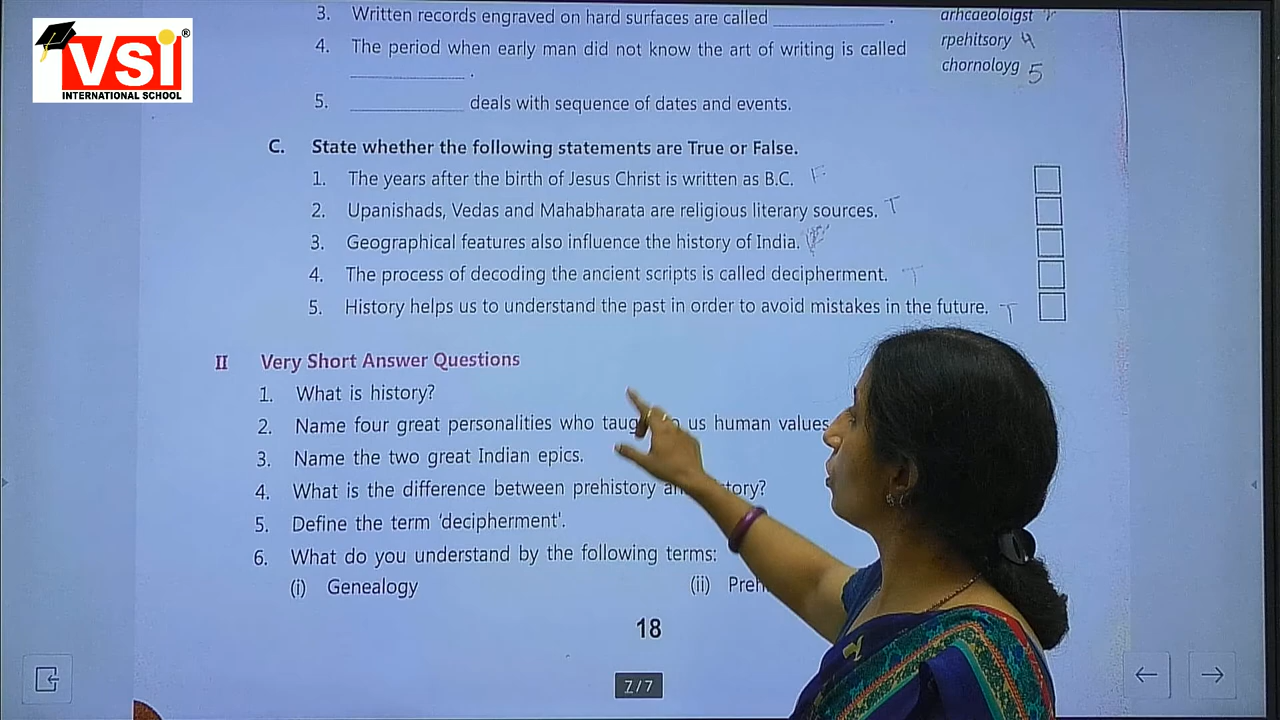 VSI
®
INTERNATIONAL SCHOOL
3. Written records engraved on hard surfaces are called ____________ .
arhcaeololgst
4. The period when early man did not know the art of writing is called
____________ .
rpehitsory 4
chornoloyg 5
5. ____________ deals with sequence of dates and events.
C. State whether the following statements are True or False.
1. The years after the birth of Jesus Christ is written as B.C. F
2. Upanishads, Vedas and Mahabharata are religious literary sources. T
3. Geographical features also influence the history of India.
4. The process of decoding the ancient scripts is called decipherment. T
5. History helps us to understand the past in order to avoid mistakes in the future. T
II Very Short Answer Questions
1. What is history?
2. Name four great personalities who us human values
3. Name the two great Indian epics.
4. What is the difference between prehistory
5. Define the term 'decipherment'.
6. What do you understand by the following terms:
(i) Genealogy (ii)
18
7/7